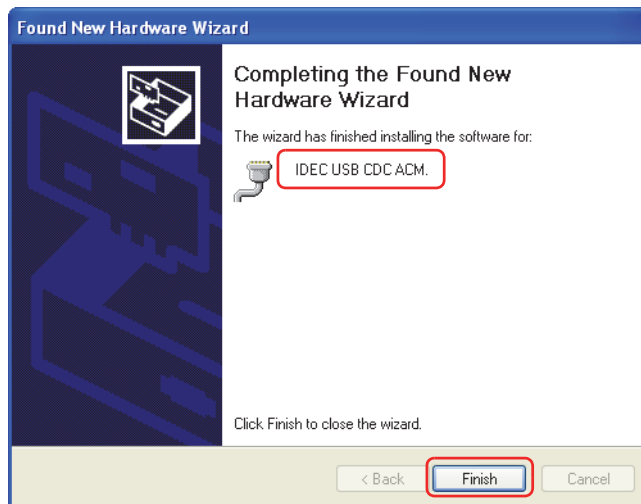 Found New Hardware Wizard
Completing the Found New
Hardware Wizard
The wizard has finished installing the software for:
IDEC USB CDC ACM.
Click Finish to close the wizard.
< Back
Finish
Cancel